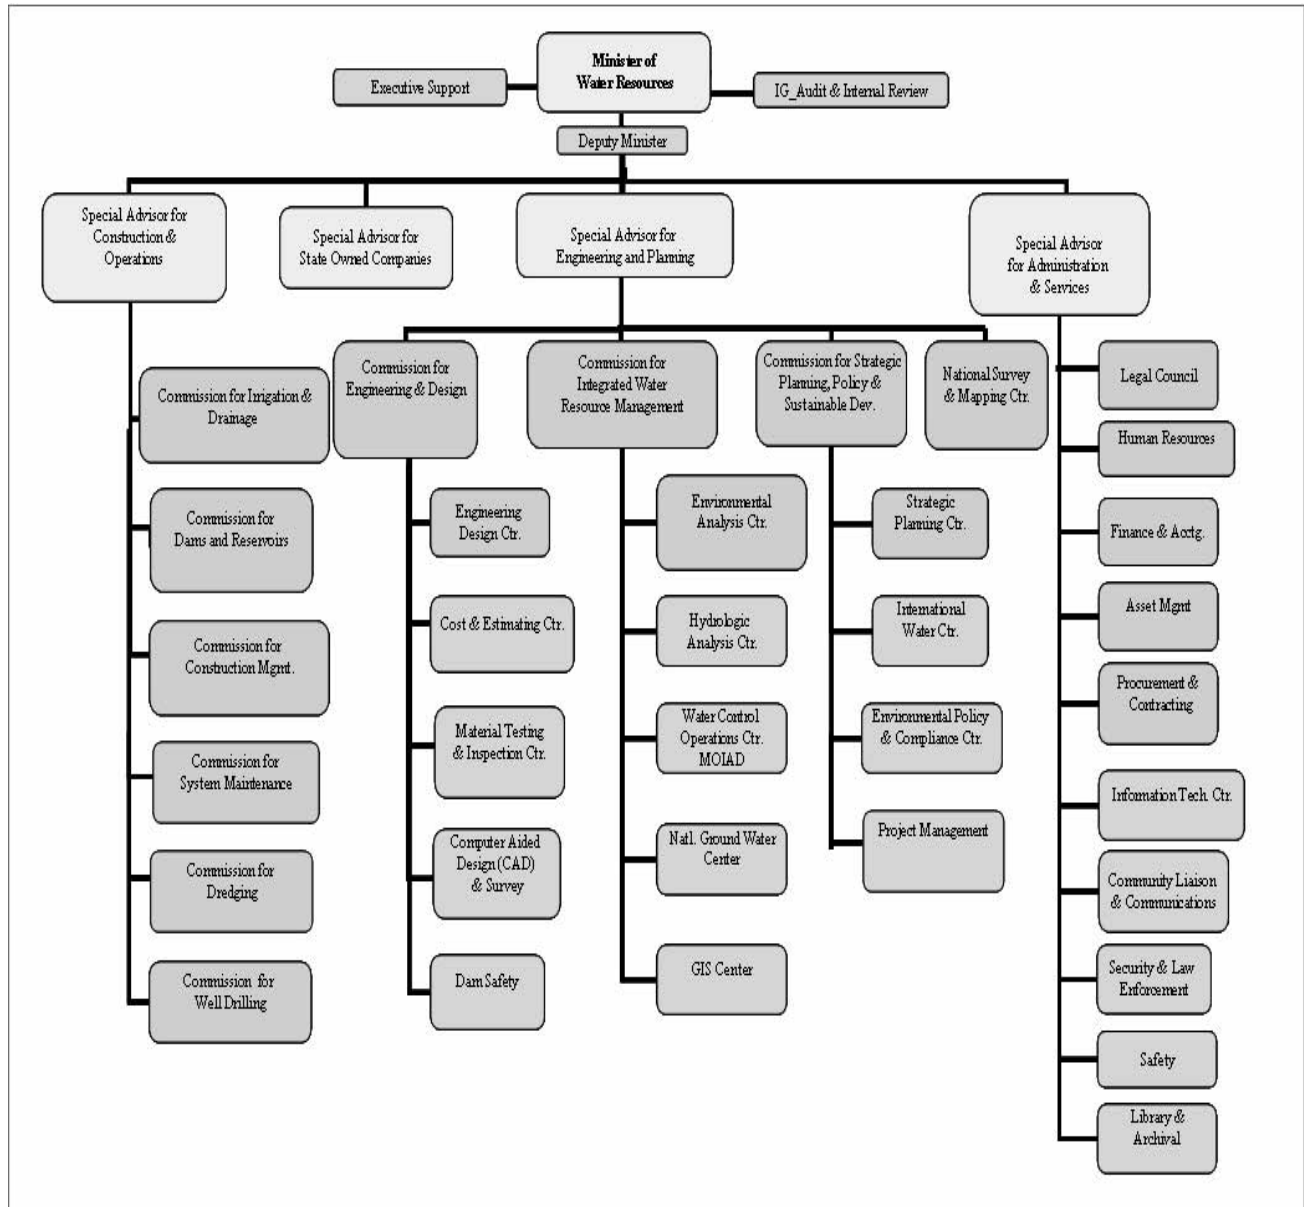 Minister of
Water Resources
Executive Support
IG_Audit & Internal Review
Deputy Minister
Special Advisor for
Construction &
Operations
Special Advisor for
State Owned Companies
Special Advisor for
Engineering and Planning
Special Advisor
for Administration
& Services
Commission for Irrigation &
Drainage
Commission for
Dams and Reservoirs
Commission for
Construction Mgmt.
Commission for
System Maintenance
Commission for
Dredging
Commission for
Well Drilling
Commission for
Engineering & Design
Engineering
Design Ctr.
Cost & Estimating Ctr.
Material Testing
& Inspection Ctr.
Computer Aided
Design (CAD)
& Survey
Dam Safety
Commission for
Integrated Water
Resource Management
Environmental
Analysis Ctr.
Hydrologic
Analysis Ctr.
Water Control
Operations Ctr.
MOIAD
Natl. Ground Water
Center
GIS Center
Commission for Strategic
Planning, Policy &
Sustainable Dev.
Strategic
Planning Ctr.
International
Water Ctr.
Environmental Policy
& Compliance Ctr.
Project Management
National Survey
& Mapping Ctr.
Legal Council
Human Resources
Finance & Acctg.
Asset Mgmt
Procurement &
Contracting
Information Tech. Ctr.
Community Liaison
& Communications
Security & Law
Enforcement
Safety
Library &
Archival